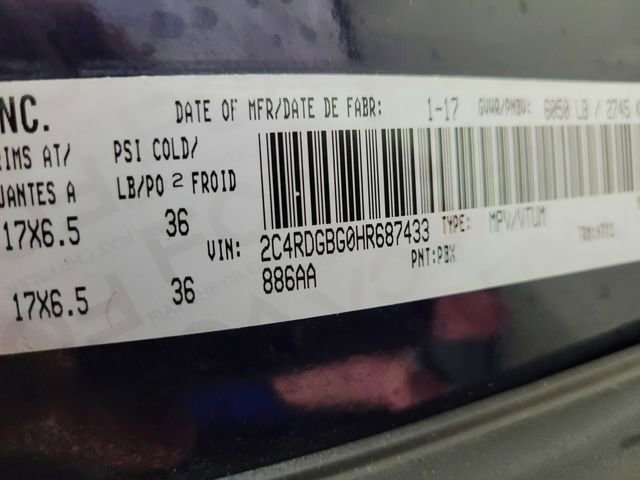 NC.
DATE OF MFR/DATE DE FABR: 1-17 GVWR/PNBV: 6050 LB / 2745
RIMS AT/ PSI COLD/
JANTES A LB/PO 2 FROID
17X6.5 36
VIN: 2C4RDGBG0HR687433 TYPE: MPV/VTUM
PNT:PBX
17X6.5 36 886AA